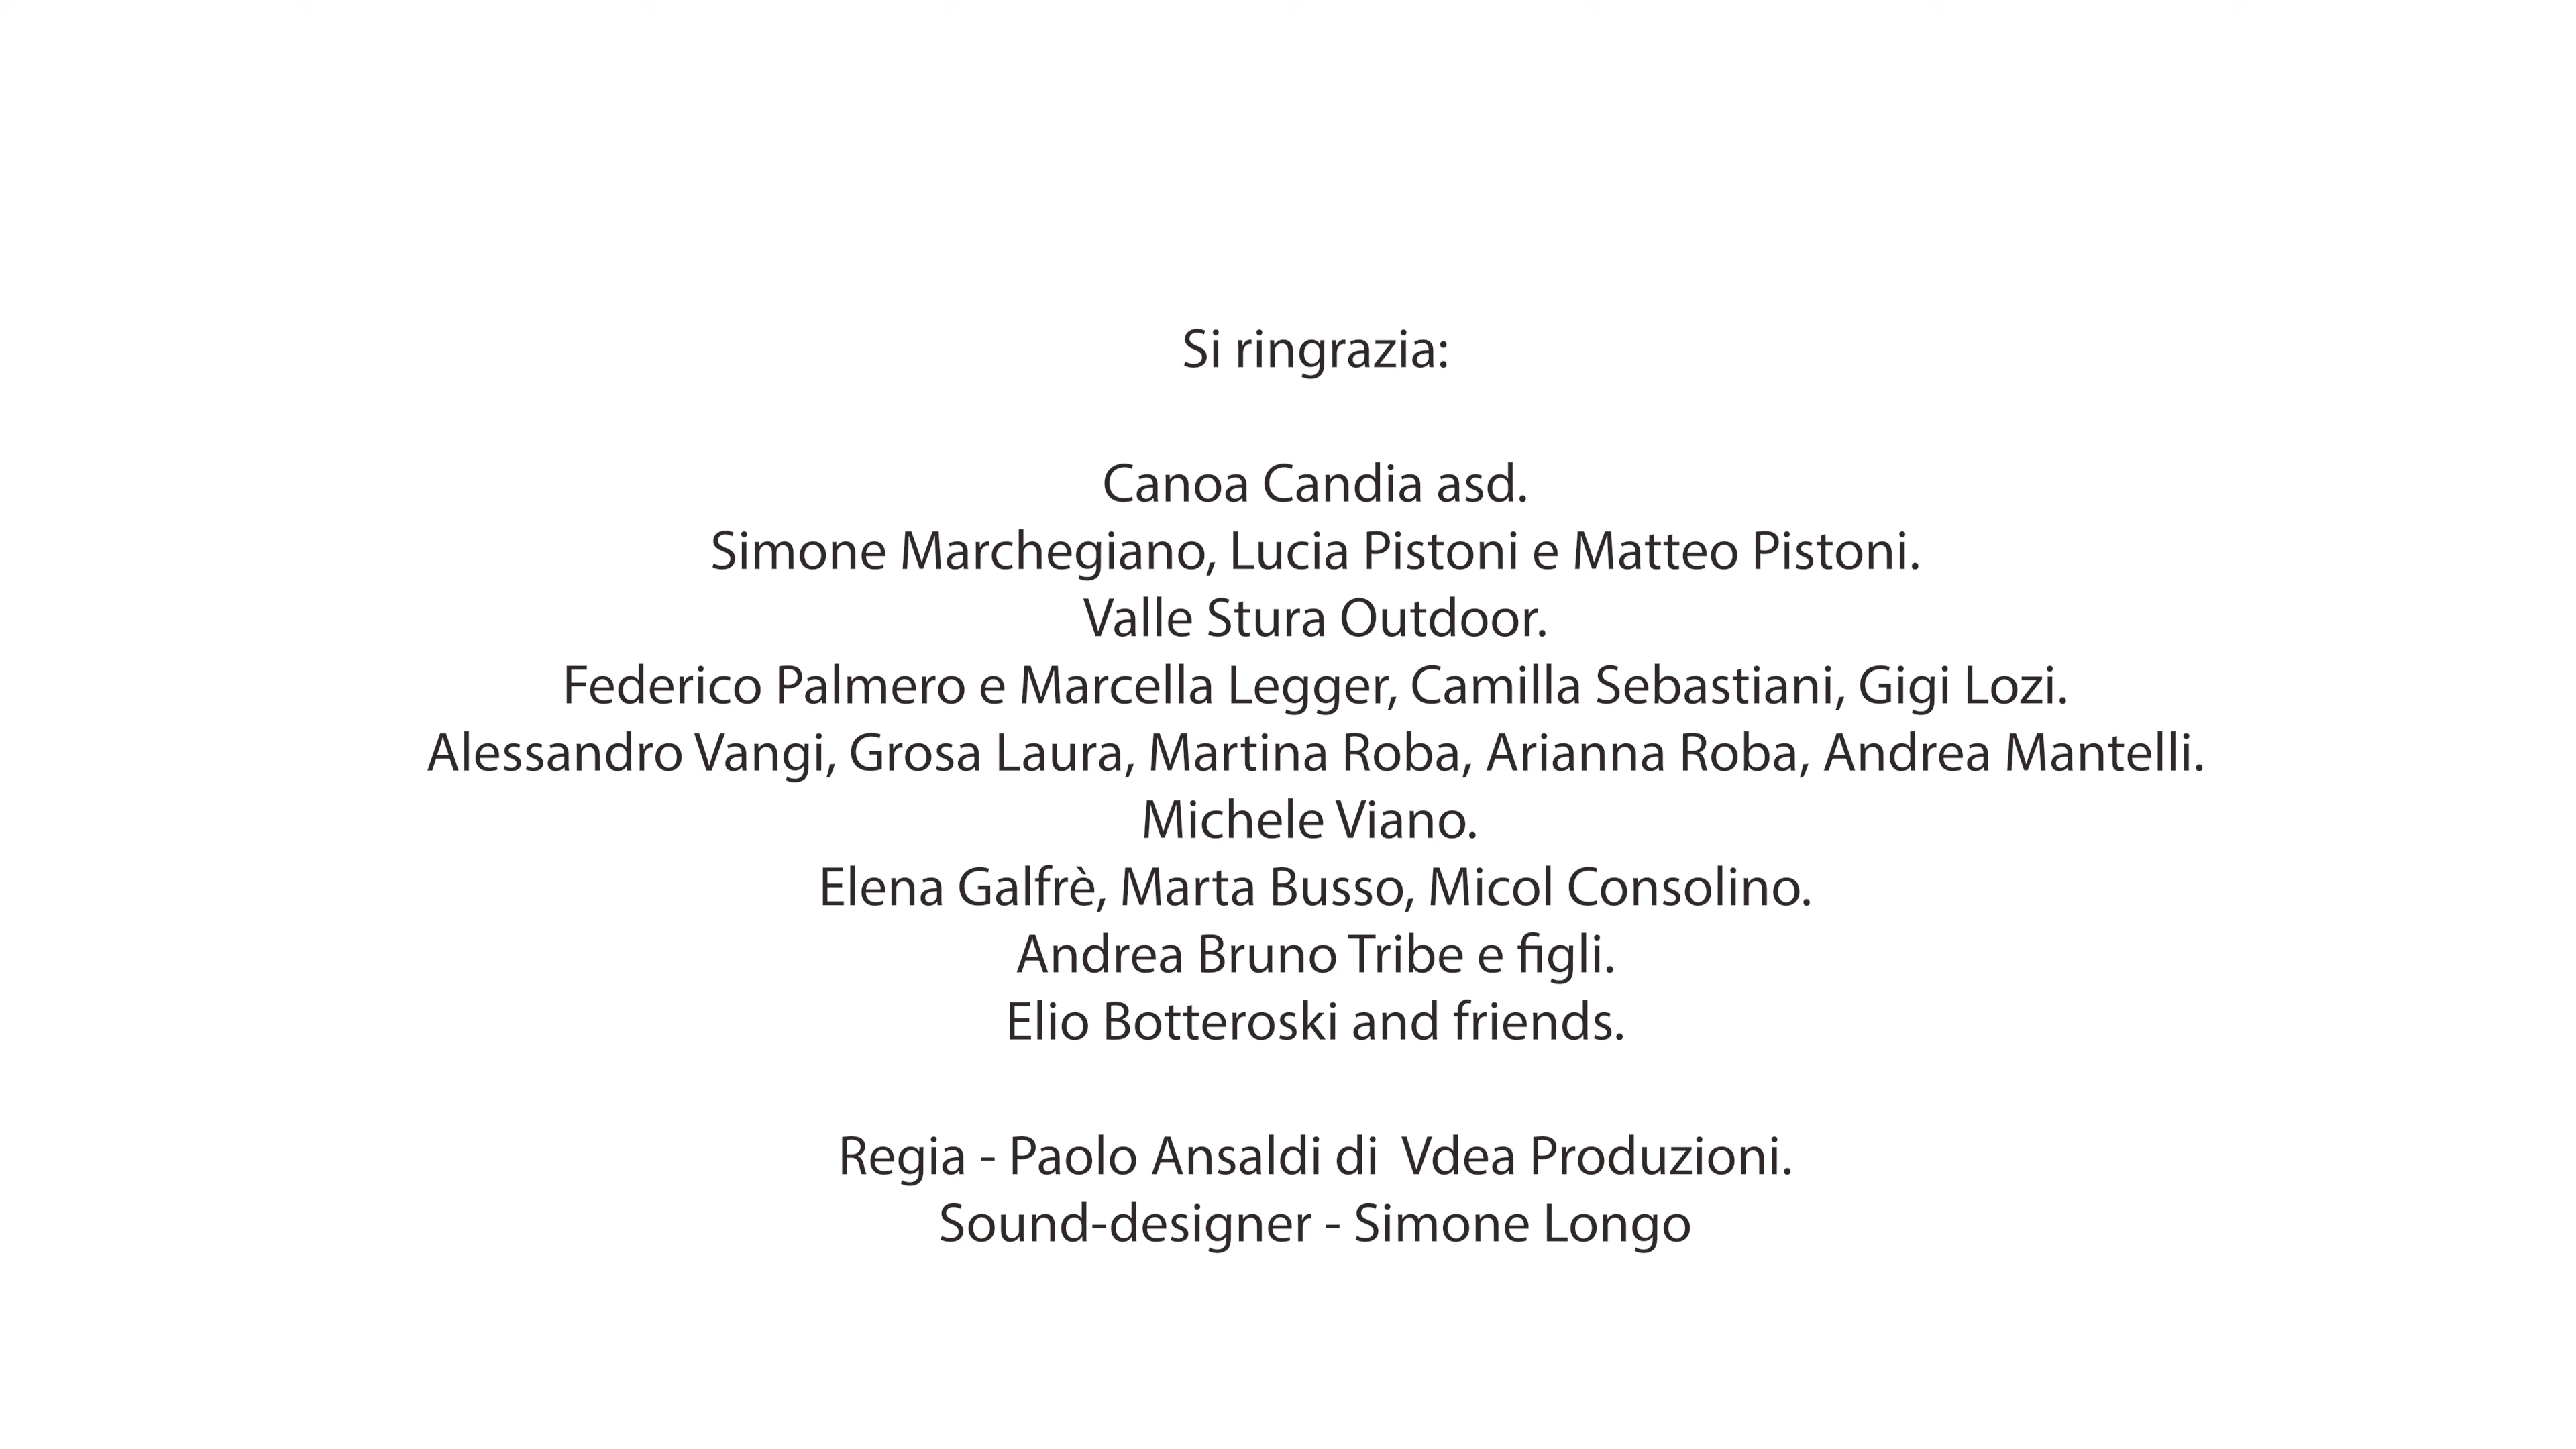 Si ringrazia:
Canoa Candia asd.
Simone Marchegiano, Lucia Pistoni e Matteo Pistoni.
Valle Stura Outdoor.
Federico Palmero e Marcella Legger, Camilla Sebastiani, Gigi Lozi.
Alessandro Vangi, Grosa Laura, Martina Roba, Arianna Roba, Andrea Mantelli.
Michele Viano.
Elena Galfrè, Marta Busso, Micol Consolino.
Andrea Bruno Tribe e figli.
Elio Botteroski and friends.
Regia - Paolo Ansaldi di  Vdea Produzioni.
Sound-designer - Simone Longo